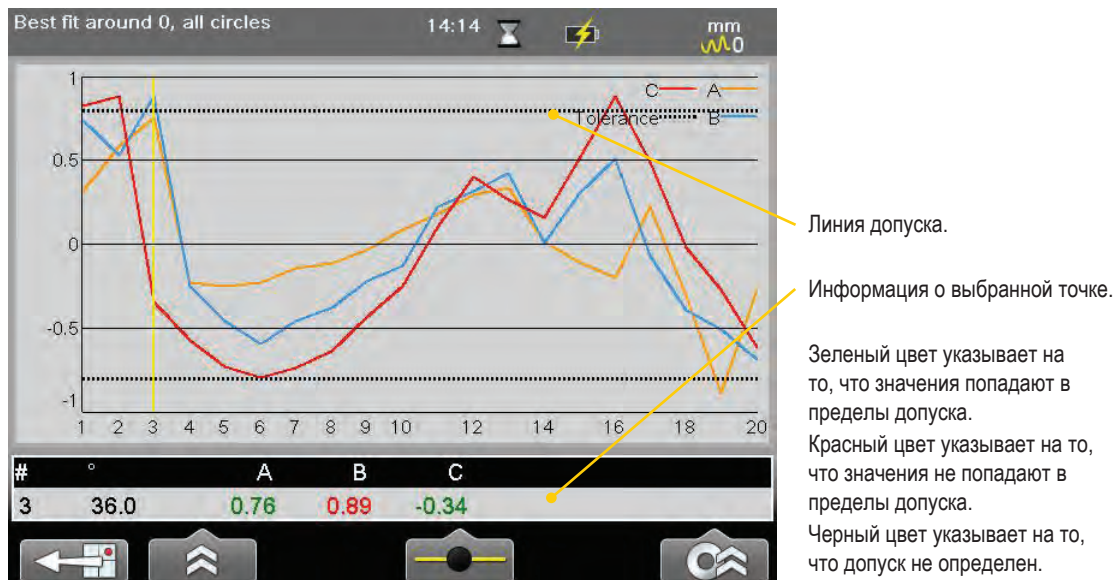 Best fit around 0, all circles 14:14 mm
0
1
C A
Tolerance B
0.5
0
-0.5
-1
1 2 3 4 5 6 7 8 9 10 12 14 16 18 20
# ° A B C
3 36.0 0.76 0.89 -0.34
Линия допуска.
Информация о выбранной точке.
Зеленый цвет указывает на
то, что значения попадают в
пределы допуска.
Красный цвет указывает на то,
что значения не попадают в
пределы допуска.
Черный цвет указывает на то,
что допуск не определен.